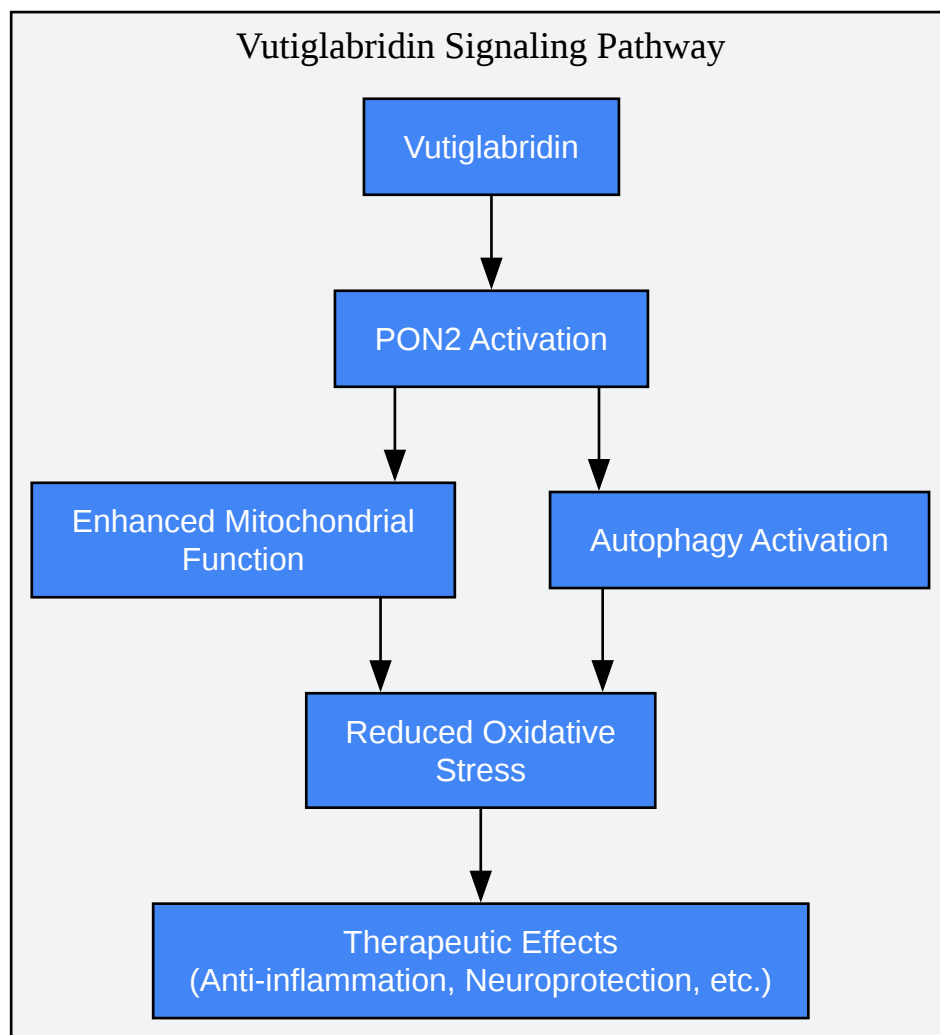 Vutiglabridin Signaling Pathway
Vutiglabridin
PON2 Activation
Enhanced Mitochondrial
Function
Autophagy Activation
Reduced Oxidative
Stress
Therapeutic Effects
(Anti-inflammation, Neuroprotection, etc.)